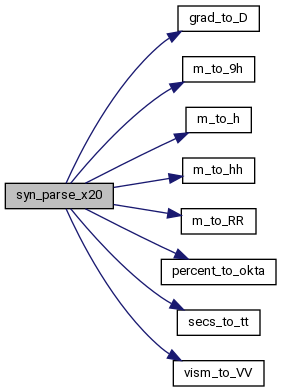 grad_to_D
m_to_9h
m_to_h
m_to_hh
syn_parse_x20
m_to_RR
percent_to_okta
secs_to_tt
vism_to_VV